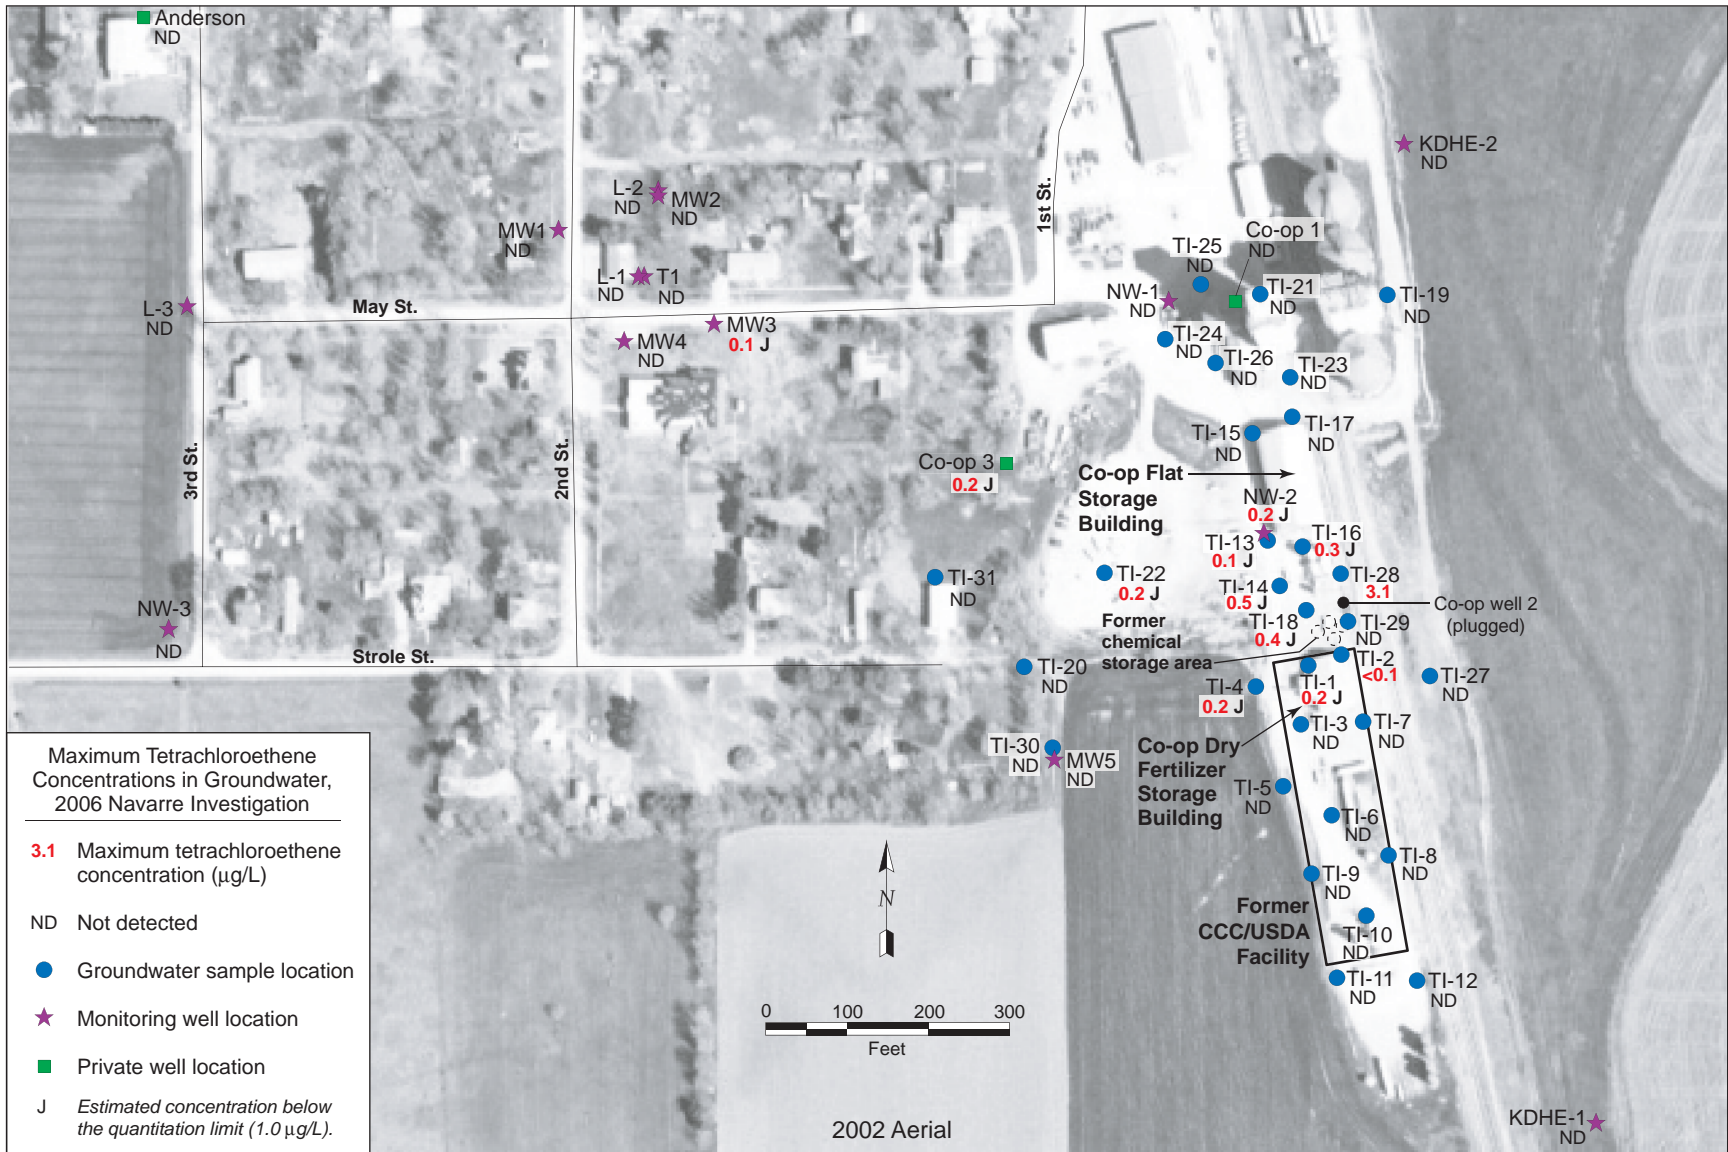 Anderson
ND
KDHE-2
ND
L-2
ND
MW2
ND
MW1
ND
1st St.
Co-op 1
ND
TI-25
ND
L-1
ND
T1
ND
NW-1
ND
TI-21
ND
TI-19
ND
L-3
ND
May St.
MW3
0.1 J
MW4
ND
TI-24
ND
TI-26
ND
TI-23
ND
TI-17
ND
TI-15
ND
3rd St.
2nd St.
Co-op 3
0.2 J
Co-op Flat
Storage
Building
NW-2
0.2 J
TI-13
0.1 J
TI-16
0.3 J
TI-31
ND
TI-22
0.2 J
TI-14
0.5 J
TI-28
3.1
Co-op well 2
(plugged)
NW-3
ND
Former
chemical
storage area
TI-18
0.4 J
TI-29
ND
Strole St.
TI-20
ND
TI-4
0.2 J
TI-1
0.2 J
TI-2
<0.1
TI-27
ND
TI-3
ND
TI-7
ND
TI-30
ND
MW5
ND
Co-op Dry
Fertilizer
Storage
Building
TI-5
ND
TI-6
ND
TI-8
ND
TI-9
ND
Former
CCC/USDA
Facility
TI-10
ND
TI-11
ND
TI-12
ND
KDHE-1
ND
Maximum Tetrachloroethene
Concentrations in Groundwater,
2006 Navarre Investigation
3.1 Maximum tetrachloroethene
concentration (µg/L)
ND Not detected
Groundwater sample location
Monitoring well location
Private well location
J Estimated concentration below
the quantitation limit (1.0 µg/L).
N
0 100 200 300
Feet
2002 Aerial